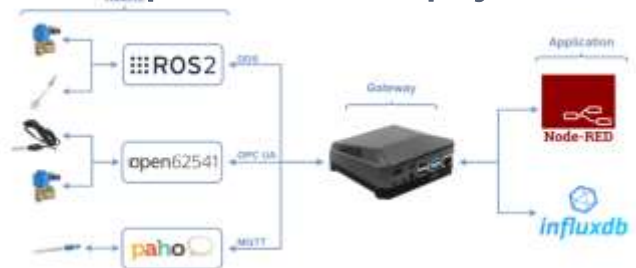 ROS2
DDS
open62541
OPC UA
paho
MQTT
Gateway
Application
Node-RED
influxdb